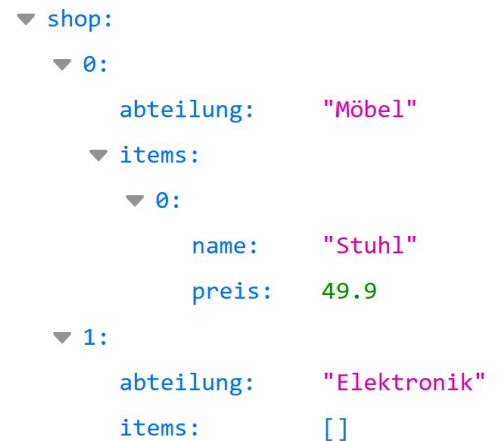 shop:
0:
abteilung: "Möbel"
items:
0:
name: "Stuhl"
preis: 49.9
1:
abteilung: "Elektronik"
items: []